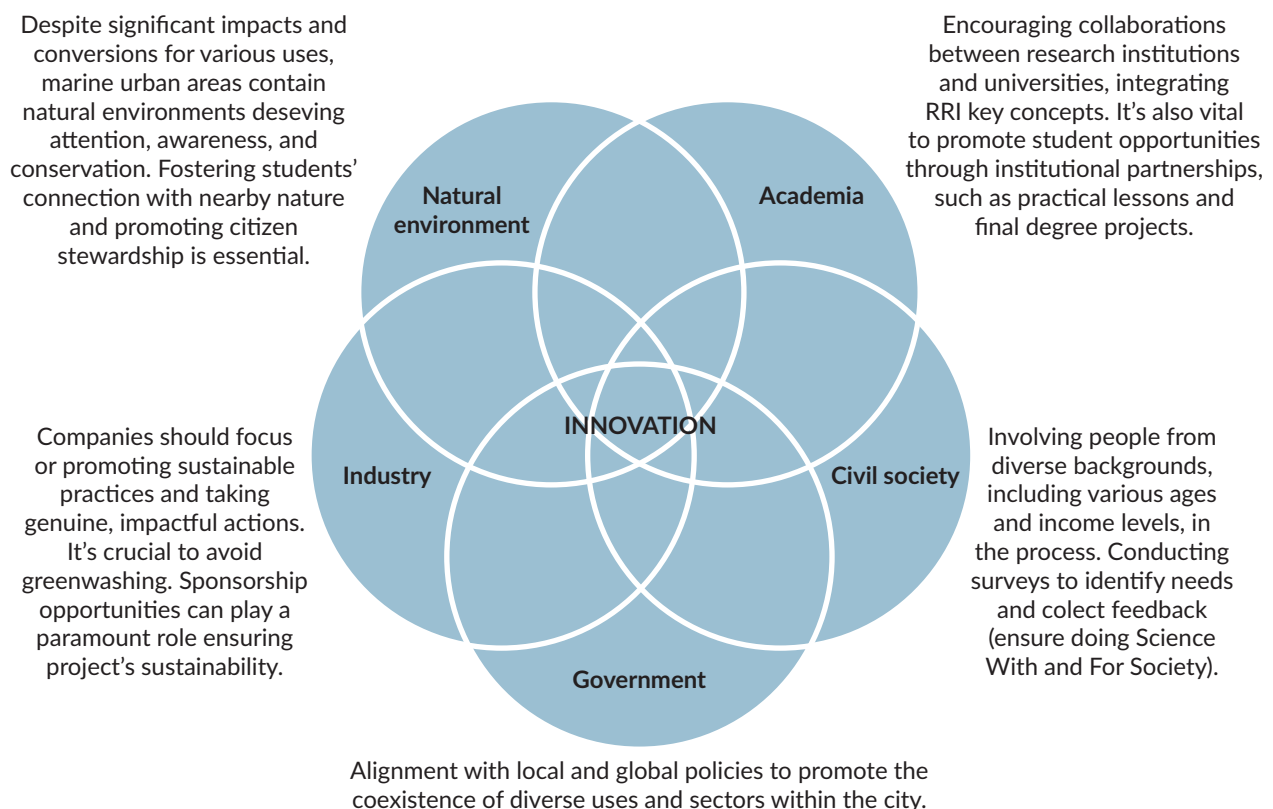 Despite significant impacts and
conversions for various uses,
marine urban areas contain
natural environments deseving
attention, awareness, and
conservation. Fostering students’
connection with nearby nature
and promoting citizen
stewardship is essential.
Encouraging collaborations
between research institutions
and universities, integrating
RRI key concepts. It’s also vital
to promote student opportunities
through institutional partnerships,
such as practical lessons and
final degree projects.
Natural
environment
Academia
INNOVATION
Industry
Civil society
Government
Companies should focus
or promoting sustainable
practices and taking
genuine, impactful actions.
It’s crucial to avoid
greenwashing. Sponsorship
opportunities can play a
paramount role ensuring
project’s sustainability.
Involving people from
diverse backgrounds,
including various ages
and income levels, in
the process. Conducting
surveys to identify needs
and colect feedback
(ensure doing Science
With and For Society).
Alignment with local and global policies to promote the
coexistence of diverse uses and sectors within the city.